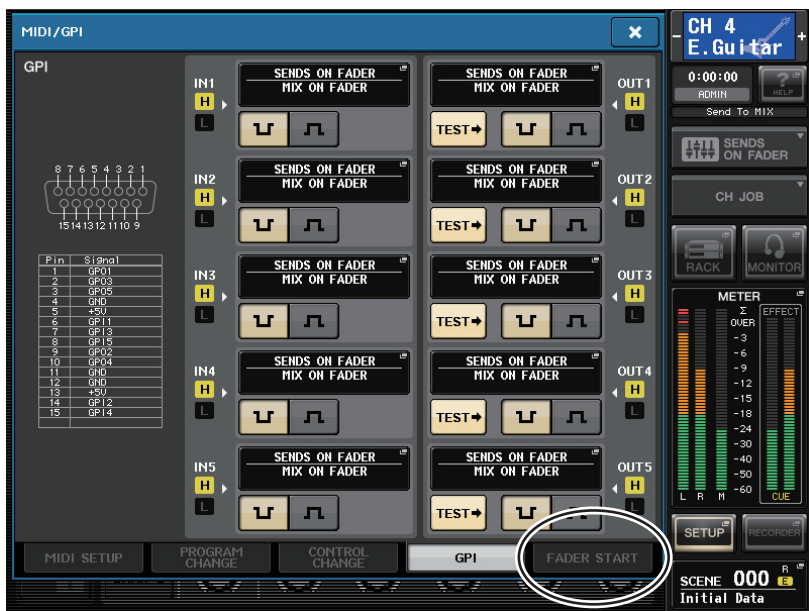 MIDI/GPI
GPI
8 7 6 5 4 3 2 1
15 14 13 12 11 10 9
Pin Signal
1 GPO1
2 GPO3
3 GPO5
4 GND
5 +5V
6 GPI1
7 GPI3
8 GPI5
9 GPO2
10 GPO4
11 GND
12 GND
13 +5V
14 GPI2
15 GPI4
IN1
H
L
SENDS ON FADER
MIX ON FADER
SENDS ON FADER
MIX ON FADER
TEST
OUT1
H
L
IN2
H
L
SENDS ON FADER
MIX ON FADER
SENDS ON FADER
MIX ON FADER
TEST
OUT2
H
L
IN3
H
L
SENDS ON FADER
MIX ON FADER
SENDS ON FADER
MIX ON FADER
TEST
OUT3
H
L
IN4
H
L
SENDS ON FADER
MIX ON FADER
SENDS ON FADER
MIX ON FADER
TEST
OUT4
H
L
IN5
H
L
SENDS ON FADER
MIX ON FADER
SENDS ON FADER
MIX ON FADER
TEST
OUT5
H
L
MIDI SETUP
PROGRAM
CHANGE
CONTROL
CHANGE
GPI
FADER START
- CH 4 +
E.Guitar
0:00:00
ADMIN
?
HELP
Send To MIX
SENDS
ON FADER
CH JOB
RACK
MONITOR
METER
Σ
OVER
-3
-6
-9
-12
-15
-18
-24
-30
-40
-50
-60
EFFECT
L R M
CUE
SETUP
RECORDER
SCENE 000 R E
Initial Data